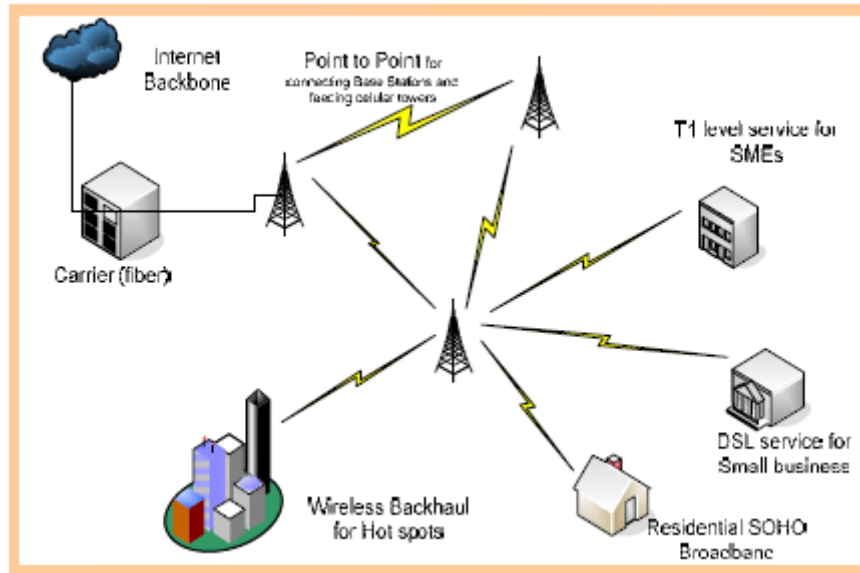 Internet
Backbone
Point to Point for
connecting Base Stations and
feeding celular towers
T1 level service for
SMEs
Carrier (fiber)
DSL service for
Small business
Wireless Backhaul
for Hot spots
Residential SOHO
Broadband